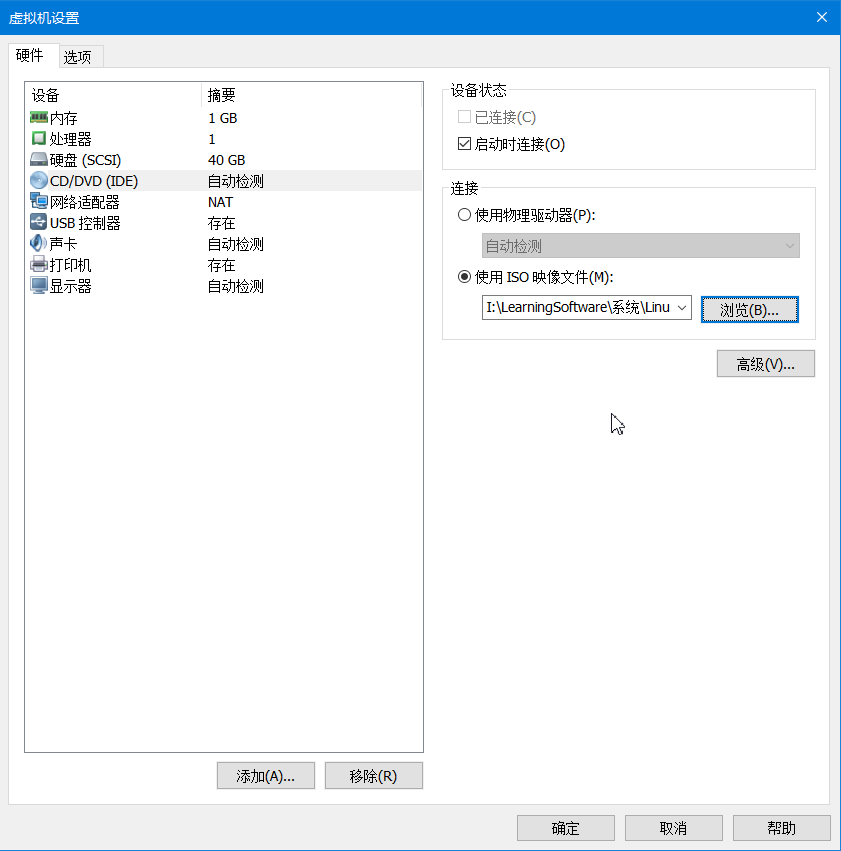 虚拟机设置
硬件 选项
设备 摘要
内存 1 GB
处理器 1
硬盘 (SCSI) 40 GB
CD/DVD (IDE) 自动检测
网络适配器 NAT
USB 控制器 存在
声卡 自动检测
打印机 存在
显示器 自动检测
添加(A)... 移除(R)
设备状态
已连接(C)
启动时连接(O)
连接
使用物理驱动器(P):
自动检测
使用 ISO 映像文件(M):
I:\LearningSoftware\系统\Linu 浏览(B)...
高级(V)...
确定 取消 帮助